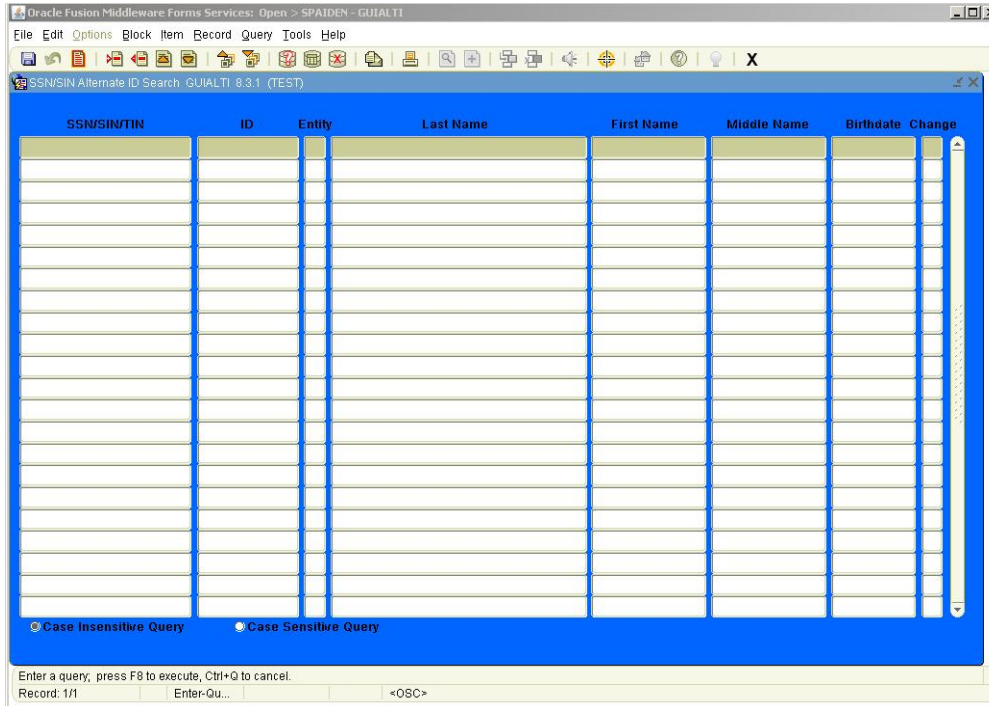 Oracle Fusion Middleware Forms Services: Open > SPAIDEN - GUIALTI
File Edit Options Block Item Record Query Tools Help
X
SSN/SIN Alternate ID Search GUIALTI 8.3.1 (TEST)
SSN/SIN/TIN ID Entity Last Name First Name Middle Name Birthdate Change
Case Insensitive Query Case Sensitive Query
Enter a query; press F8 to execute, Ctrl+Q to cancel.
Record: 1/1 Enter-Qu... <OSC>